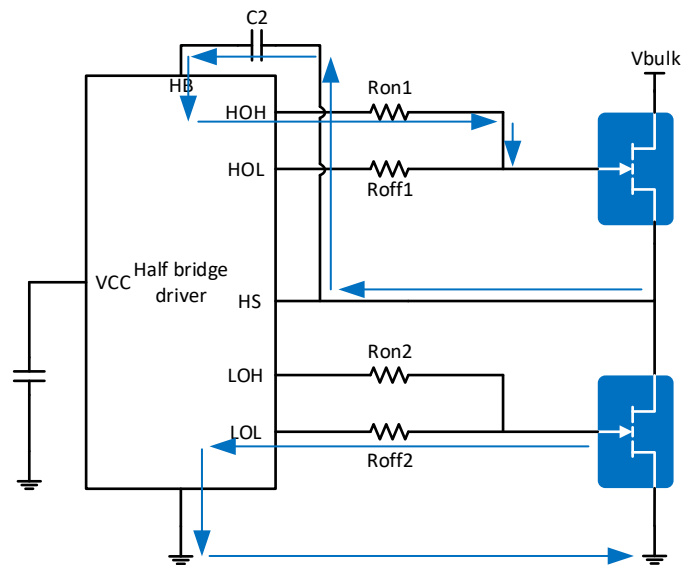 C2
Vbulk
HB
Ron1
HOH
HOL
Roff1
VCC
Half bridge
driver
HS
Ron2
LOH
LOL
Roff2